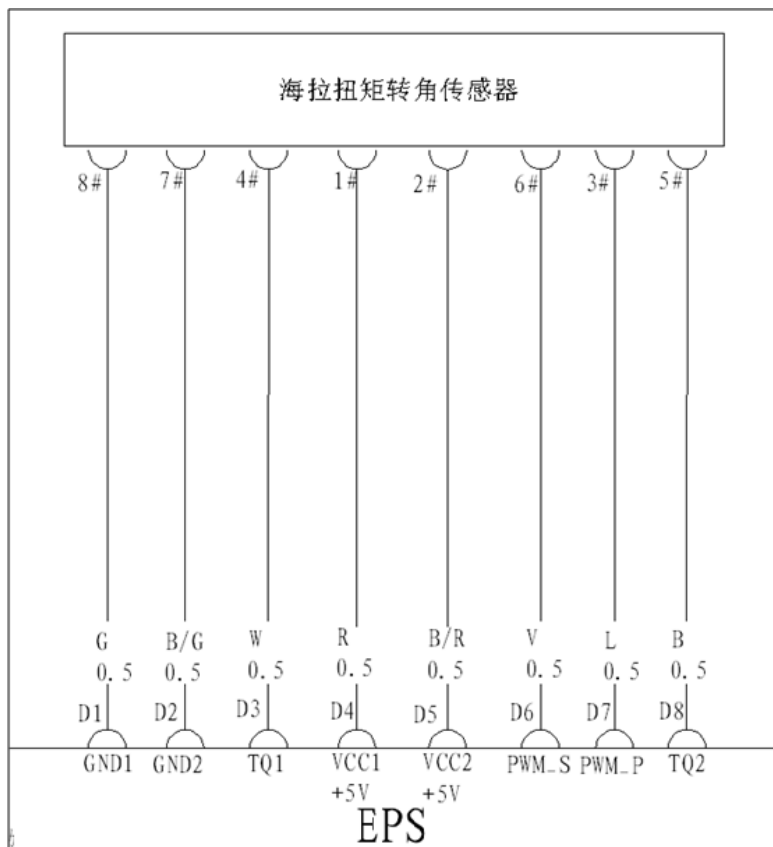 海拉扭矩转角传感器
8# 7# 4# 1# 2# 6# 3# 5#
G B/G W R B/R V L B
0.5 0.5 0.5 0.5 0.5 0.5 0.5 0.5
D1 D2 D3 D4 D5 D6 D7 D8
GND1 GND2 TQ1 VCC1 VCC2 PWM_S PWM_P TQ2
+5V +5V
EPS